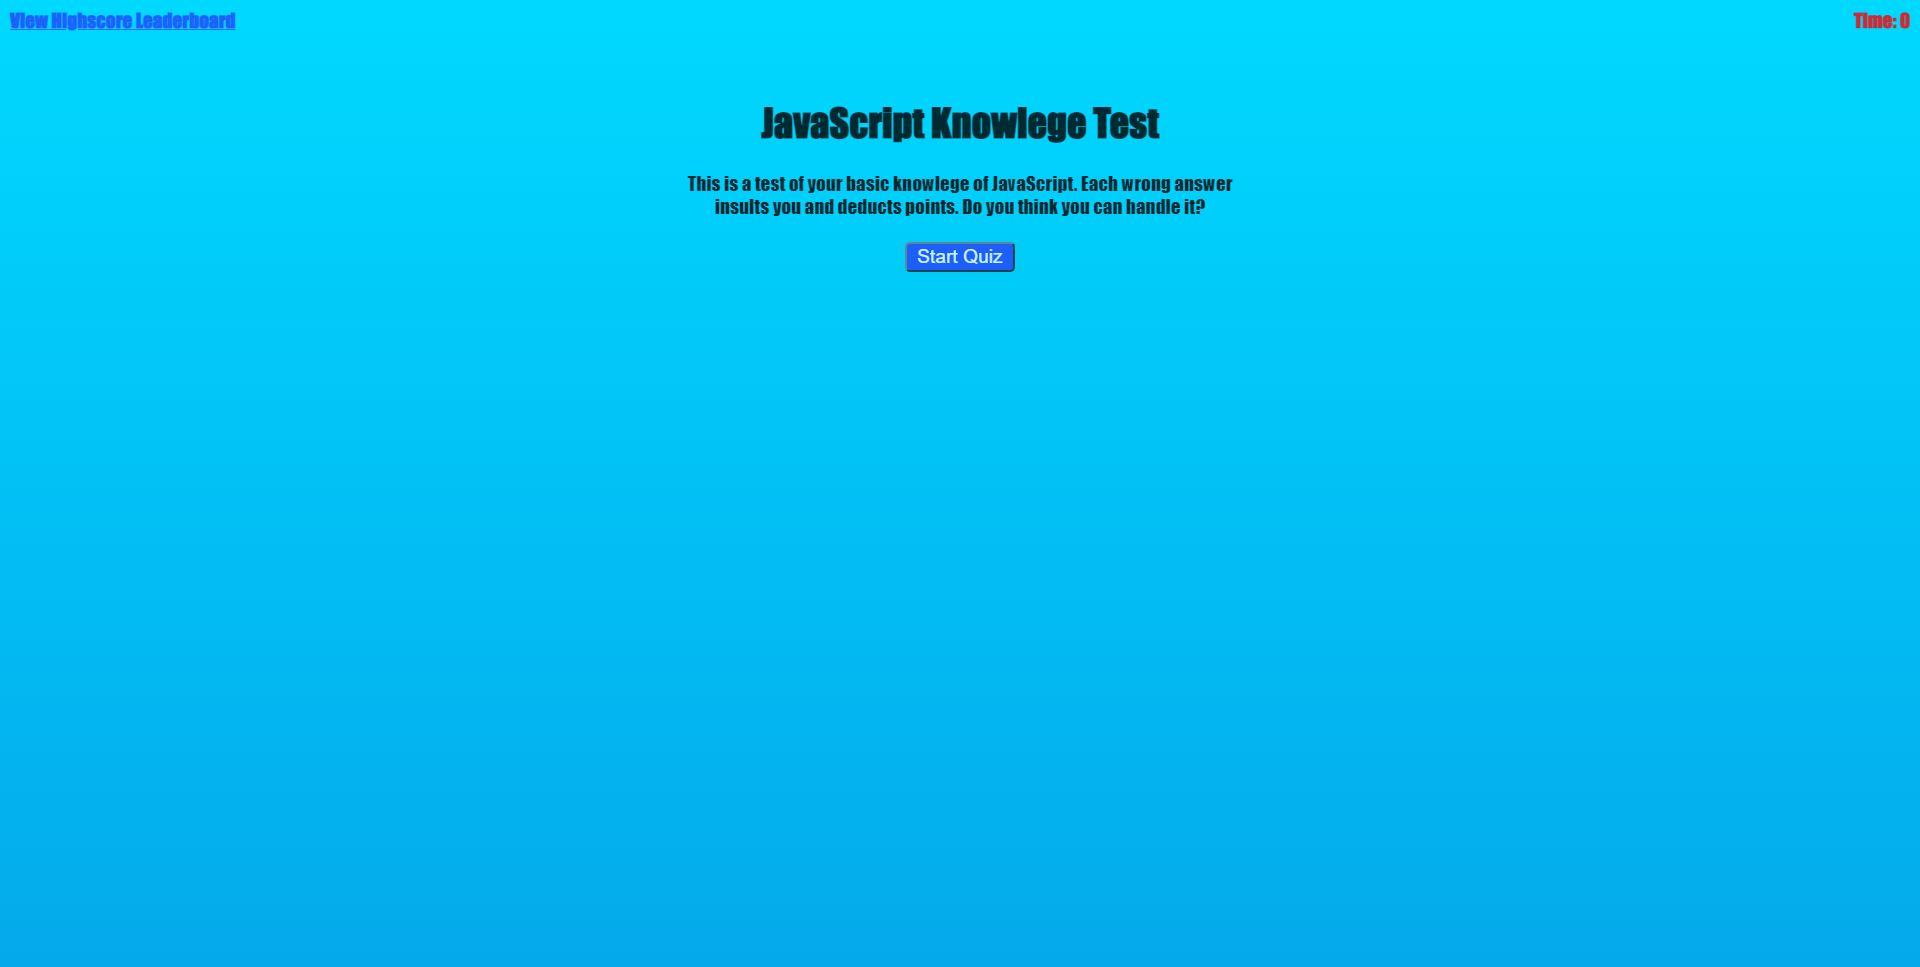 View Highscore Leaderboard
Time: 0
JavaScript Knowlege Test
This is a test of your basic knowlege of JavaScript. Each wrong answer
insults you and deducts points. Do you think you can handle it?
Start Quiz